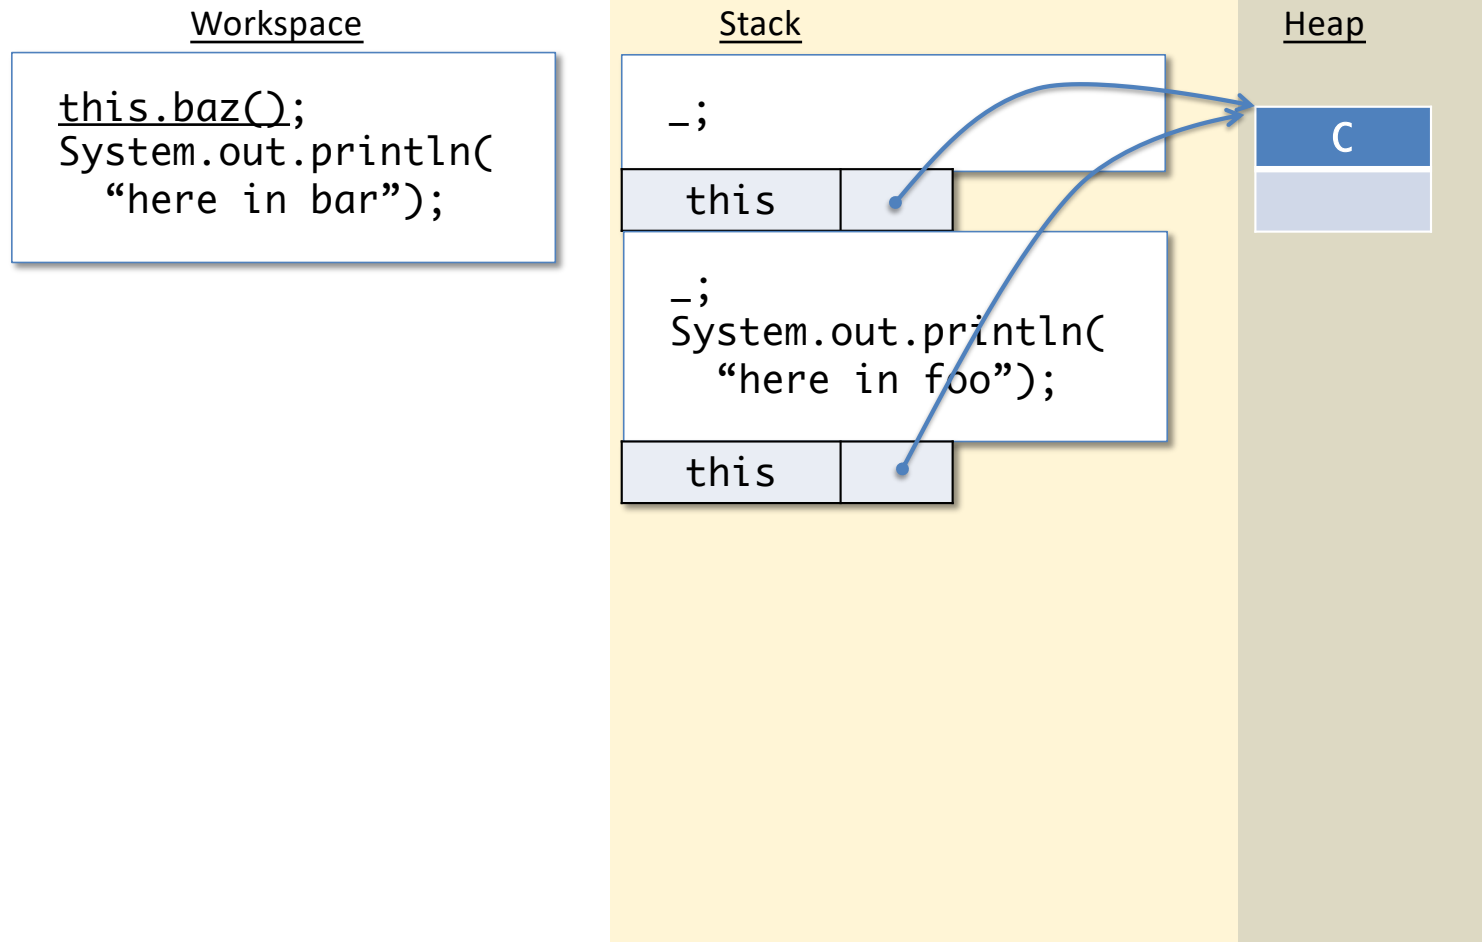 Workspace
Stack
Heap
this.baz();
System.out.println(
“here in bar”);
_;
this
_;
System.out.println(
“here in foo”);
this
C